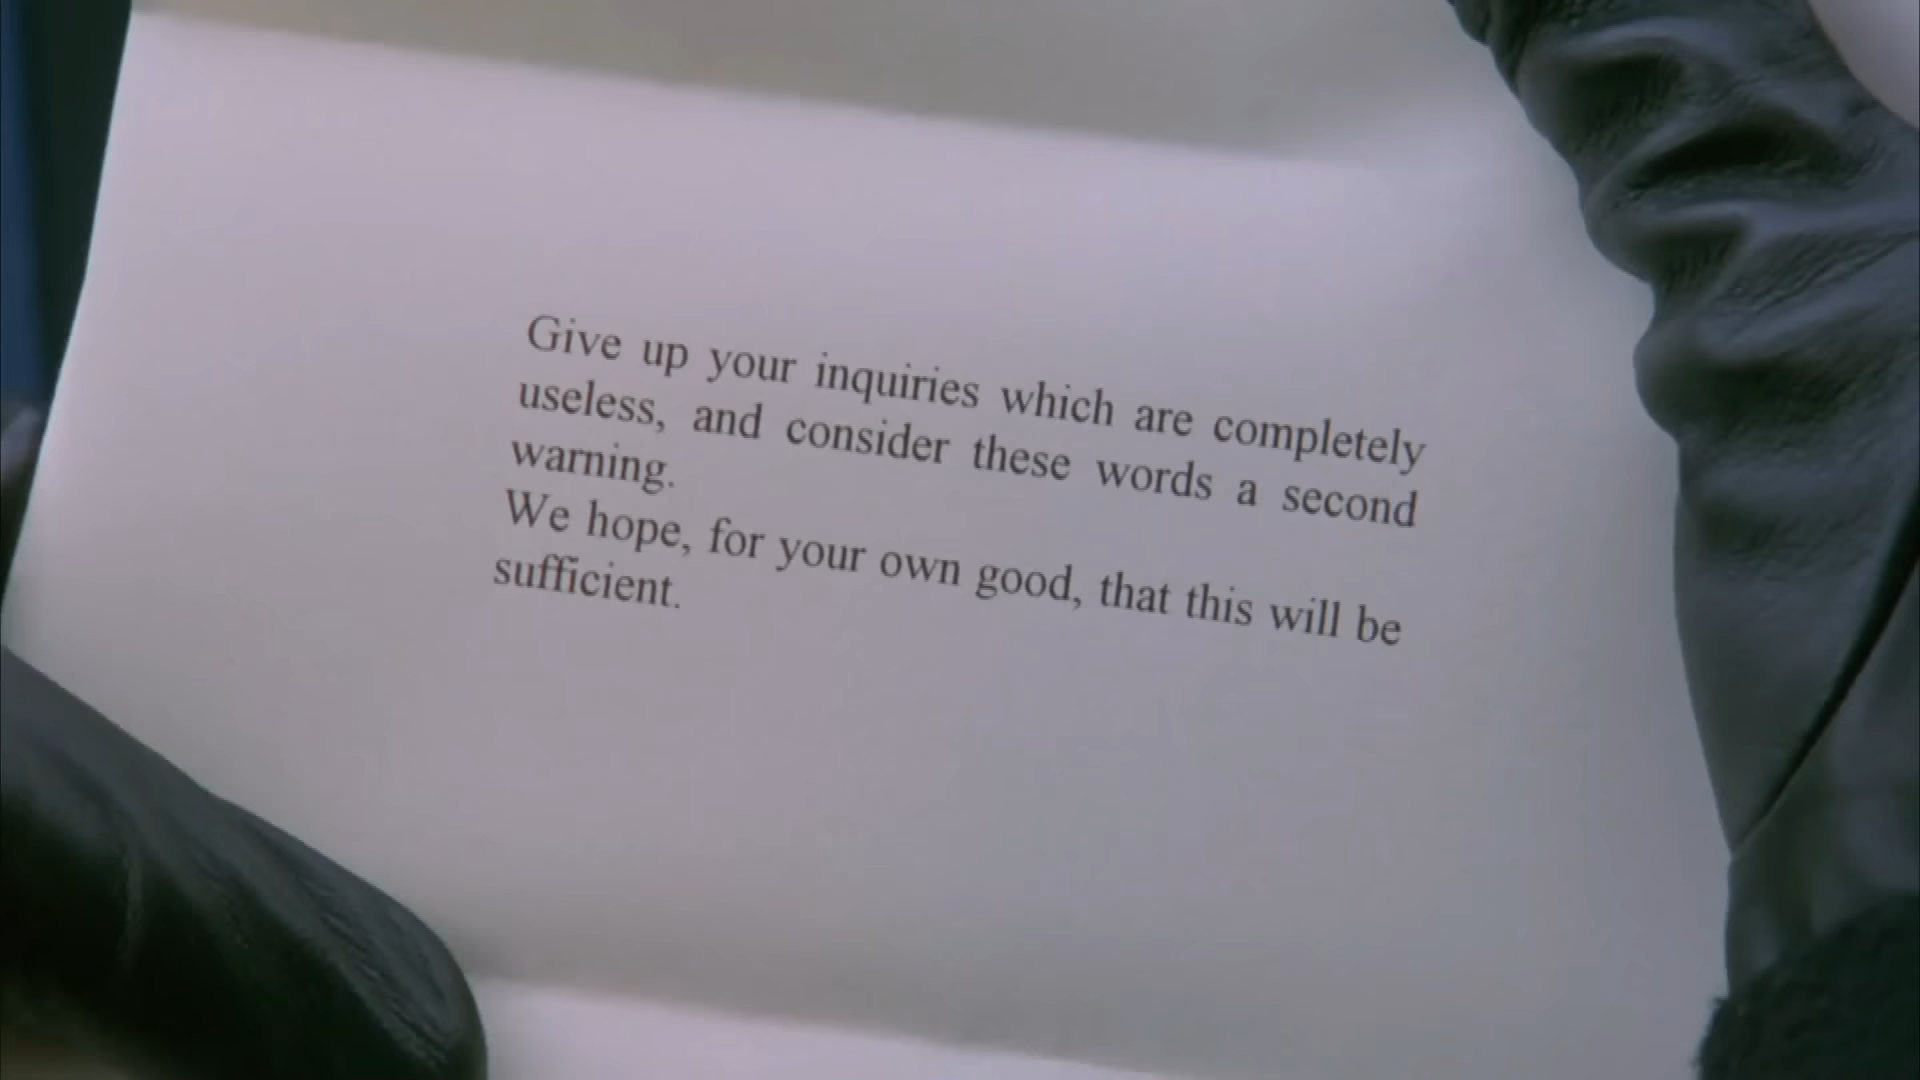 Give up your inquiries which are completely
useless, and consider these words a second
warning.
We hope, for your own good, that this will be
sufficient.